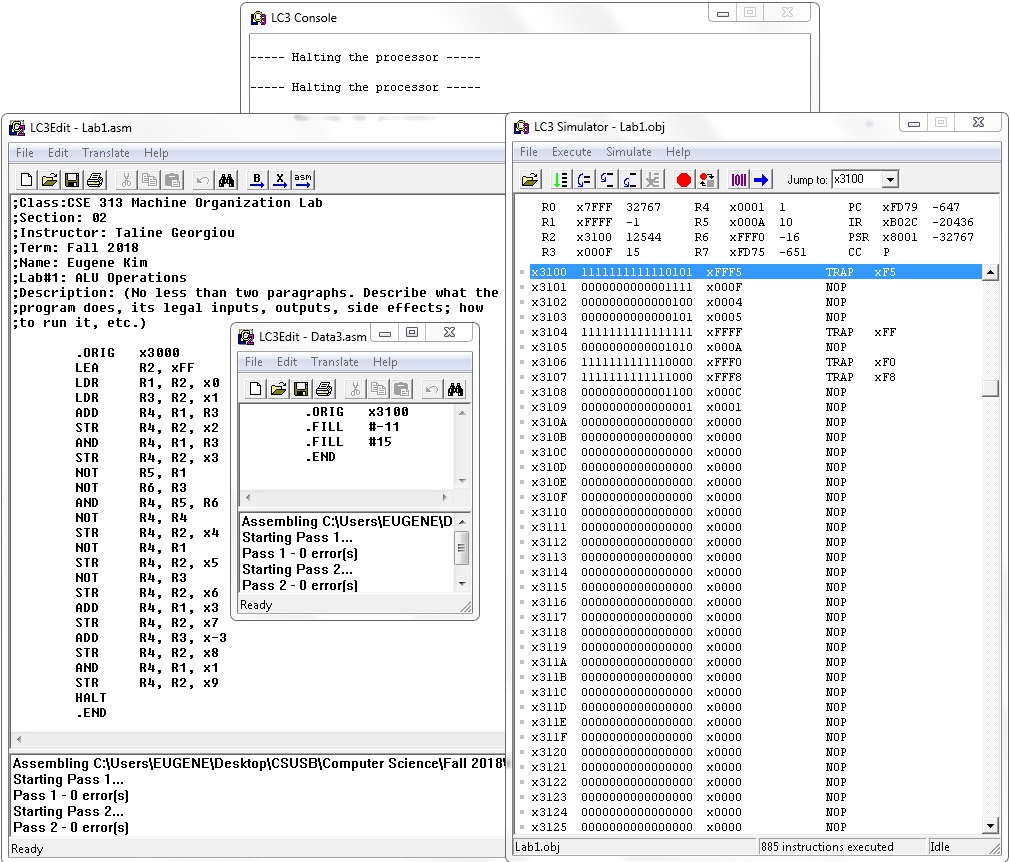 LC3 Console
----- Halting the processor -----
----- Halting the processor -----
LC3Edit - Lab1.asm
File Edit Translate Help
B X asm
;Class:CSE 313 Machine Organization Lab
;Section: 02
;Instructor: Taline Georgiou
;Term: Fall 2018
;Name: Eugene Kim
;Lab#1: ALU Operations
;Description: (No less than two paragraphs. Describe what the
;program does, its legal inputs, outputs, side effects; how
;to run it, etc.)
.ORIG x3000
LEA R2, xFF
LDR R1, R2, x0
LDR R3, R2, x1
ADD R4, R1, R3
STR R4, R2, x2
AND R4, R1, R3
STR R4, R2, x3
NOT R5, R1
NOT R6, R3
AND R4, R5, R6
NOT R4, R4
STR R4, R2, x4
NOT R4, R1
STR R4, R2, x5
NOT R4, R3
STR R4, R2, x6
ADD R4, R1, x3
STR R4, R2, x7
ADD R4, R3, x-3
STR R4, R2, x8
AND R4, R1, x1
STR R4, R2, x9
HALT
.END
Assembling C:\Users\EUGENE\Desktop\CSUSB\Computer Science\Fall 2018\
Starting Pass 1...
Pass 1 - 0 error(s)
Starting Pass 2...
Pass 2 - 0 error(s)
Ready
LC3Edit - Data3.asm
File Edit Translate Help
.ORIG x3100
.FILL #-11
.FILL #15
.END
Assembling C:\Users\EUGENE\D
Starting Pass 1...
Pass 1 - 0 error(s)
Starting Pass 2...
Pass 2 - 0 error(s)
Ready
LC3 Simulator - Lab1.obj
File Execute Simulate Help
Jump to: x3100
R0 x7FFF 32767 R4 x0001 1 PC xFD79 -647
R1 xFFFF -1 R5 x000A 10 IR xB02C -20436
R2 x3100 12544 R6 xFFF0 -16 PSR x8001 -32767
R3 x000F 15 R7 xFD75 -651 CC P
x3100 1111111111110101 xFFF5 TRAP xF5
x3101 0000000000001111 x000F NOP
x3102 0000000000000100 x0004 NOP
x3103 0000000000000101 x0005 NOP
x3104 1111111111111111 xFFFF TRAP xFF
x3105 0000000000001010 x000A NOP
x3106 1111111111110000 xFFF0 TRAP xF0
x3107 1111111111111000 xFFF8 TRAP xF8
x3108 0000000000001100 x000C NOP
x3109 0000000000000001 x0001 NOP
x310A 0000000000000000 x0000 NOP
x310B 0000000000000000 x0000 NOP
x310C 0000000000000000 x0000 NOP
x310D 0000000000000000 x0000 NOP
x310E 0000000000000000 x0000 NOP
x310F 0000000000000000 x0000 NOP
x3110 0000000000000000 x0000 NOP
x3111 0000000000000000 x0000 NOP
x3112 0000000000000000 x0000 NOP
x3113 0000000000000000 x0000 NOP
x3114 0000000000000000 x0000 NOP
x3115 0000000000000000 x0000 NOP
x3116 0000000000000000 x0000 NOP
x3117 0000000000000000 x0000 NOP
x3118 0000000000000000 x0000 NOP
x3119 0000000000000000 x0000 NOP
x311A 0000000000000000 x0000 NOP
x311B 0000000000000000 x0000 NOP
x311C 0000000000000000 x0000 NOP
x311D 0000000000000000 x0000 NOP
x311E 0000000000000000 x0000 NOP
x311F 0000000000000000 x0000 NOP
x3120 0000000000000000 x0000 NOP
x3121 0000000000000000 x0000 NOP
x3122 0000000000000000 x0000 NOP
x3123 0000000000000000 x0000 NOP
x3124 0000000000000000 x0000 NOP
x3125 0000000000000000 x0000 NOP
Lab1.obj 885 instructions executed Idle